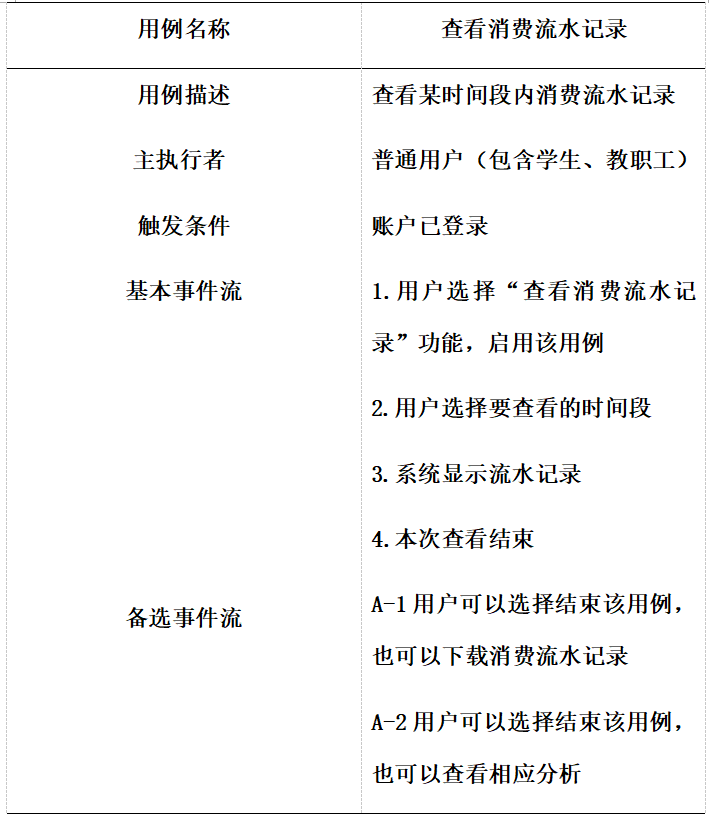 用例名称 查看消费流水记录
用例描述 查看某时间段内消费流水记录
主执行者 普通用户（包含学生、教职工）
触发条件 账户已登录
基本事件流 1.用户选择“查看消费流水记
录”功能，启用该用例
2.用户选择要查看的时间段
3.系统显示流水记录
4.本次查看结束
备选事件流 A-1 用户可以选择结束该用例，
也可以下载消费流水记录
A-2 用户可以选择结束该用例，
也可以查看相应分析